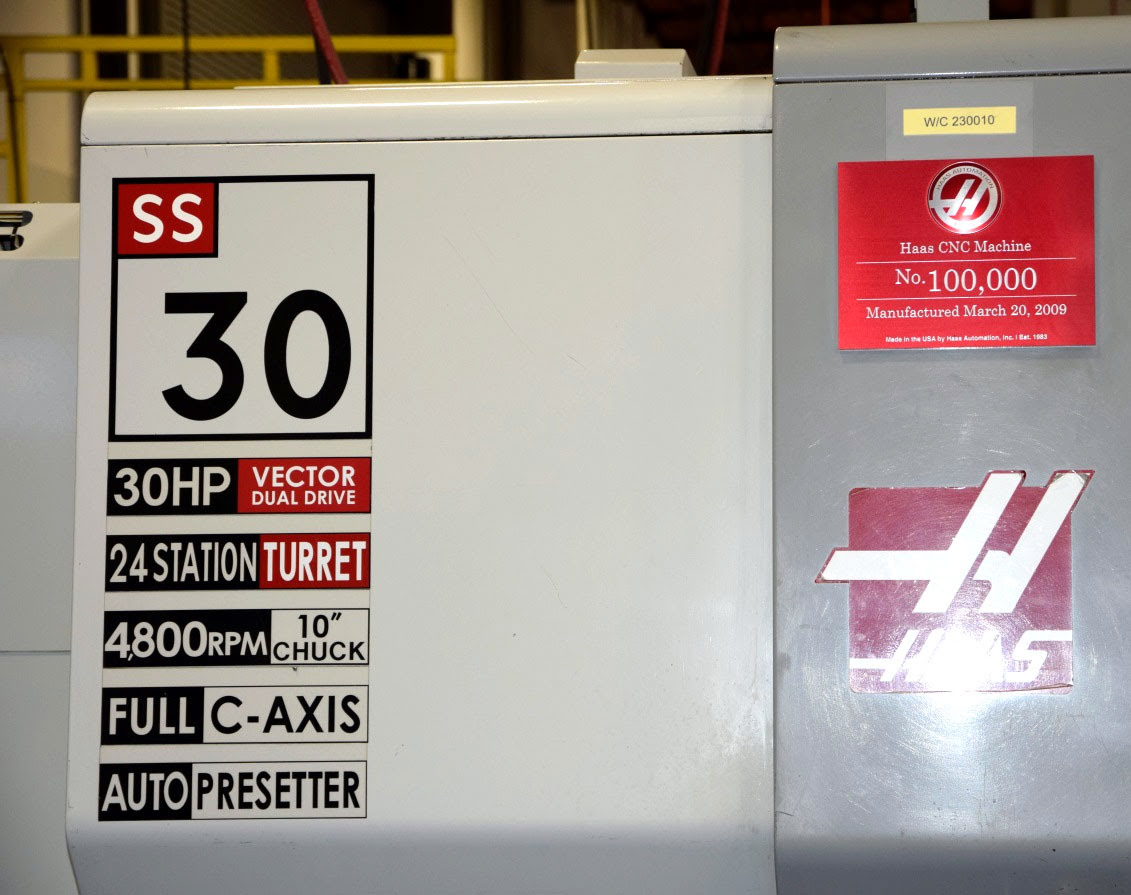 SS
30
30HP VECTOR
DUAL DRIVE
24 STATION TURRET
4,800RPM 10" CHUCK
FULL C-AXIS
AUTO PRESETTER
W/C 230010
HAAS AUTOMATION
Haas CNC Machine
No. 100,000
Manufactured March 20, 2009
Made in the USA by Haas Automation, Inc. | Est. 1983
HAAS